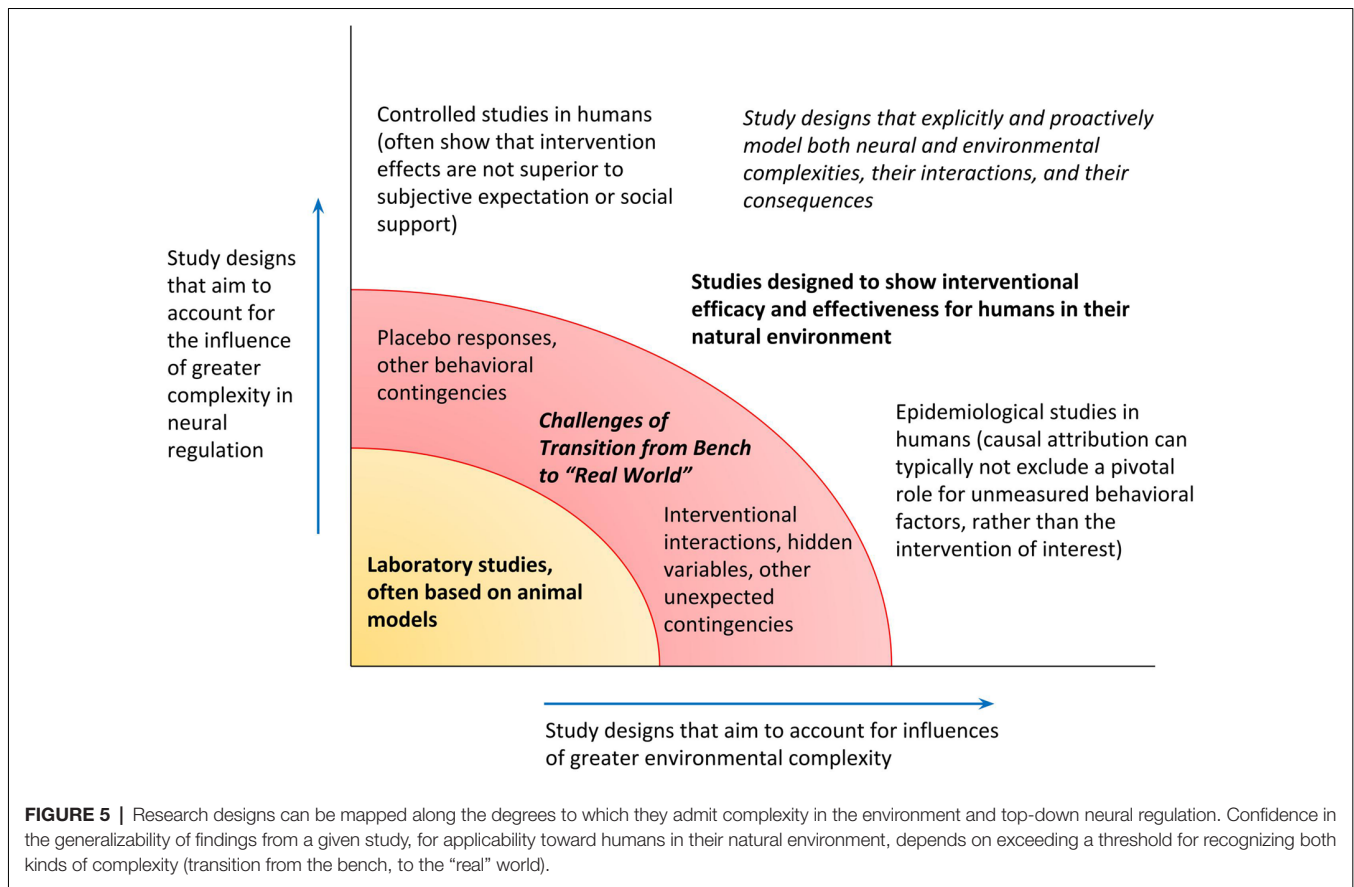 Controlled studies in humans
(often show that intervention
effects are not superior to
subjective expectation or social
support)
Study designs that explicitly and proactively
model both neural and environmental
complexities, their interactions, and their
consequences
Study designs
that aim to
account for
the influence
of greater
complexity in
neural
regulation
Studies designed to show interventional
efficacy and effectiveness for humans in their
natural environment
Placebo responses,
other behavioral
contingencies
Challenges of
Transition from Bench
to “Real World”
Epidemiological studies in
humans (causal attribution can
typically not exclude a pivotal
role for unmeasured behavioral
factors, rather than the
intervention of interest)
Interventional
interactions, hidden
variables, other
unexpected
contingencies
Laboratory studies,
often based on animal
models
Study designs that aim to account for influences
of greater environmental complexity
FIGURE 5 | Research designs can be mapped along the degrees to which they admit complexity in the environment and top-down neural regulation. Confidence in
the generalizability of findings from a given study, for applicability toward humans in their natural environment, depends on exceeding a threshold for recognizing both
kinds of complexity (transition from the bench, to the “real” world).